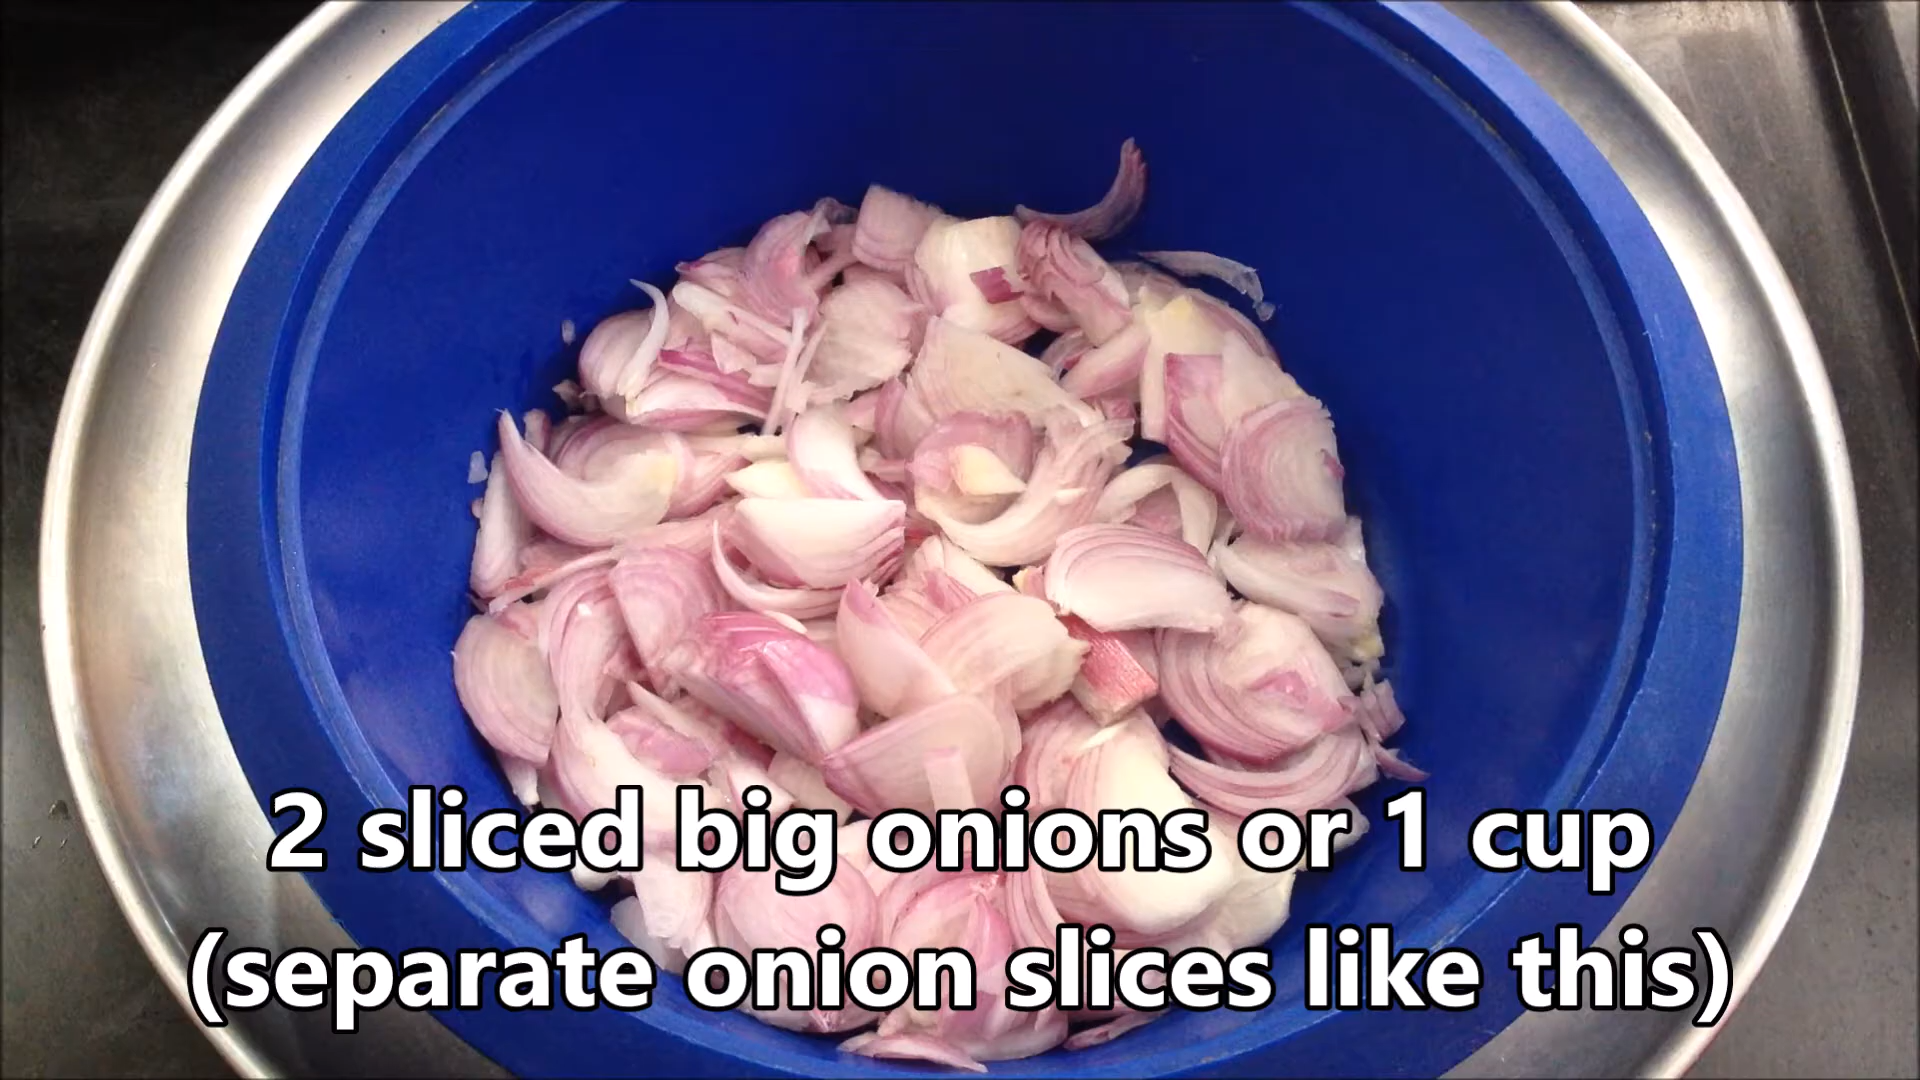 2 sliced big onions or 1 cup
(separate onion slices like this)